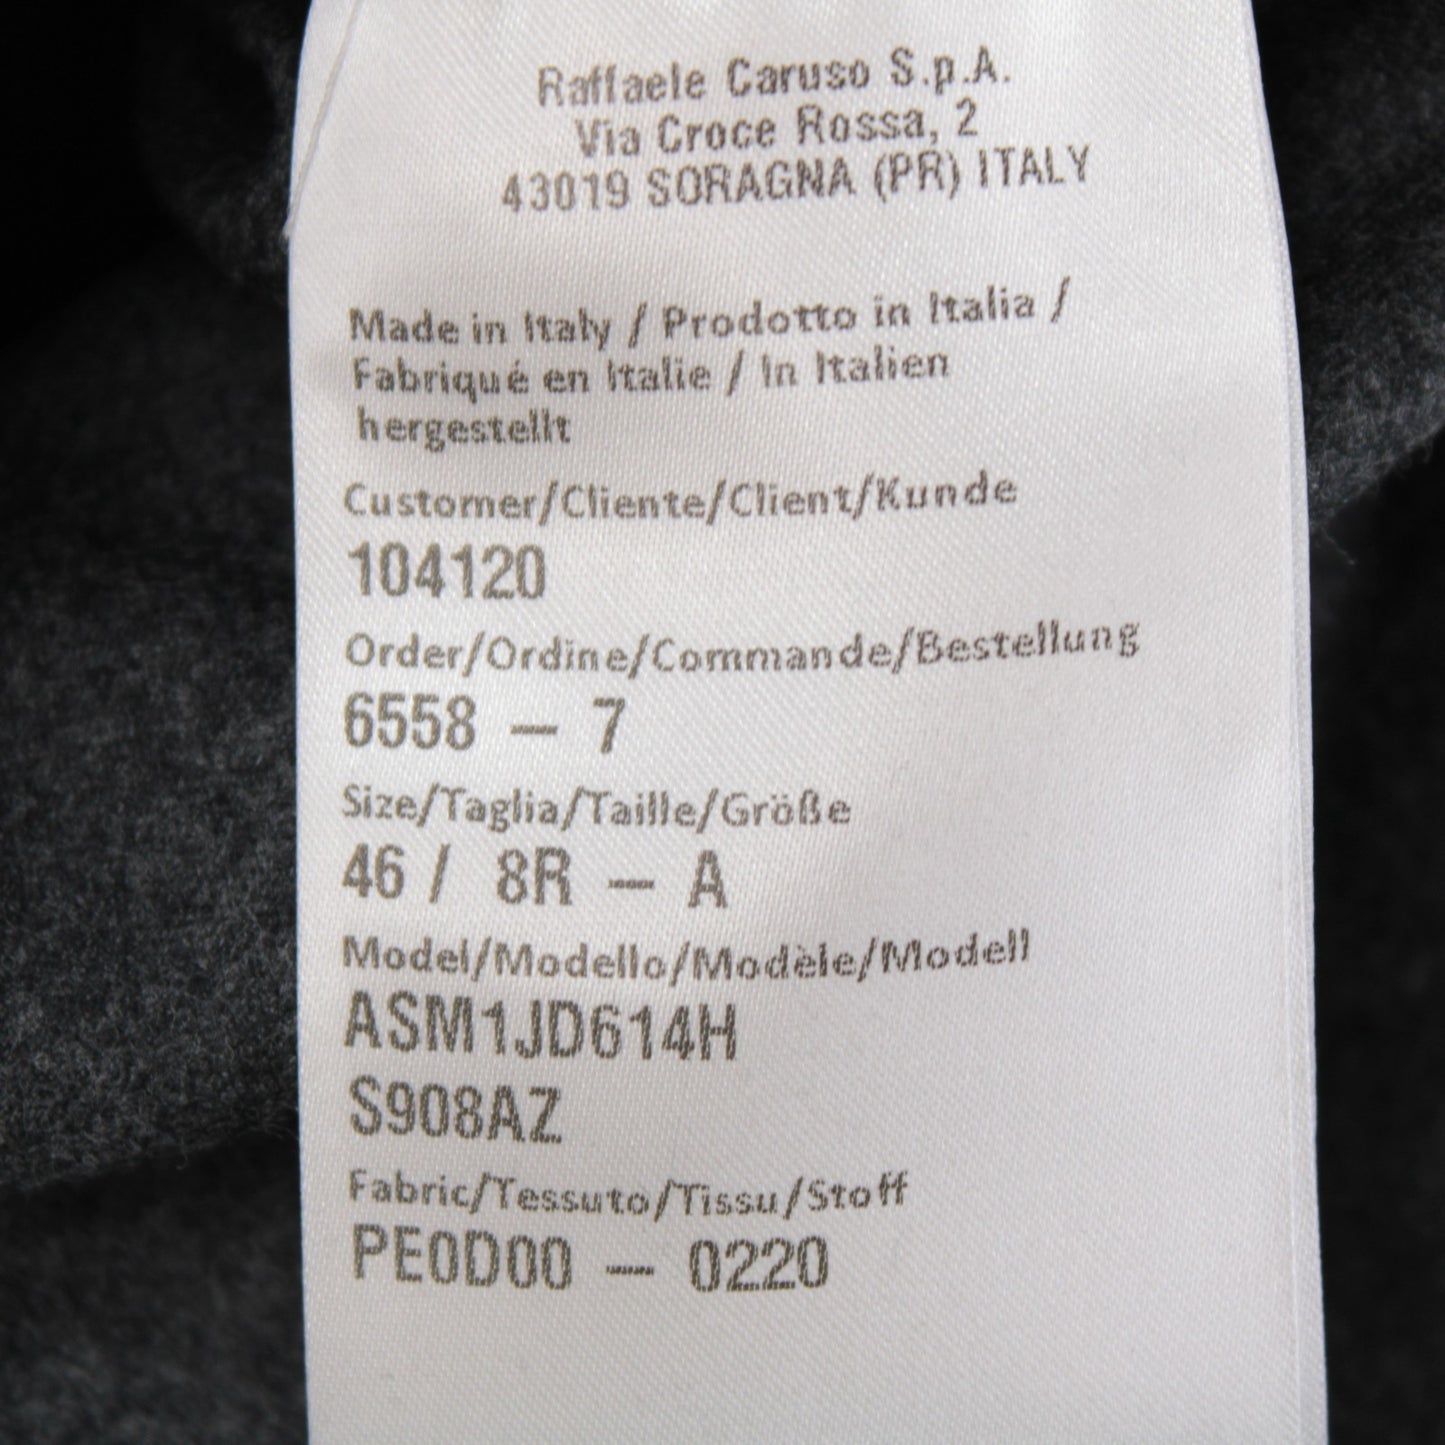 Raffaele Caruso S.p.A.
Via Croce Rossa, 2
43019 SORAGNA (PR) ITALY
Made in Italy / Prodotto in Italia /
Fabriqué en Italie / In Italien
hergestellt
Customer/Cliente/Client/Kunde
104120
Order/Ordine/Commande/Bestellung
6558 — 7
Size/Taglia/Taille/Größe
46 / 8R — A
Model/Modello/Modèle/Modell
ASM1JD614H
S908AZ
Fabric/Tessuto/Tissu/Stoff
PE0D00 — 0220